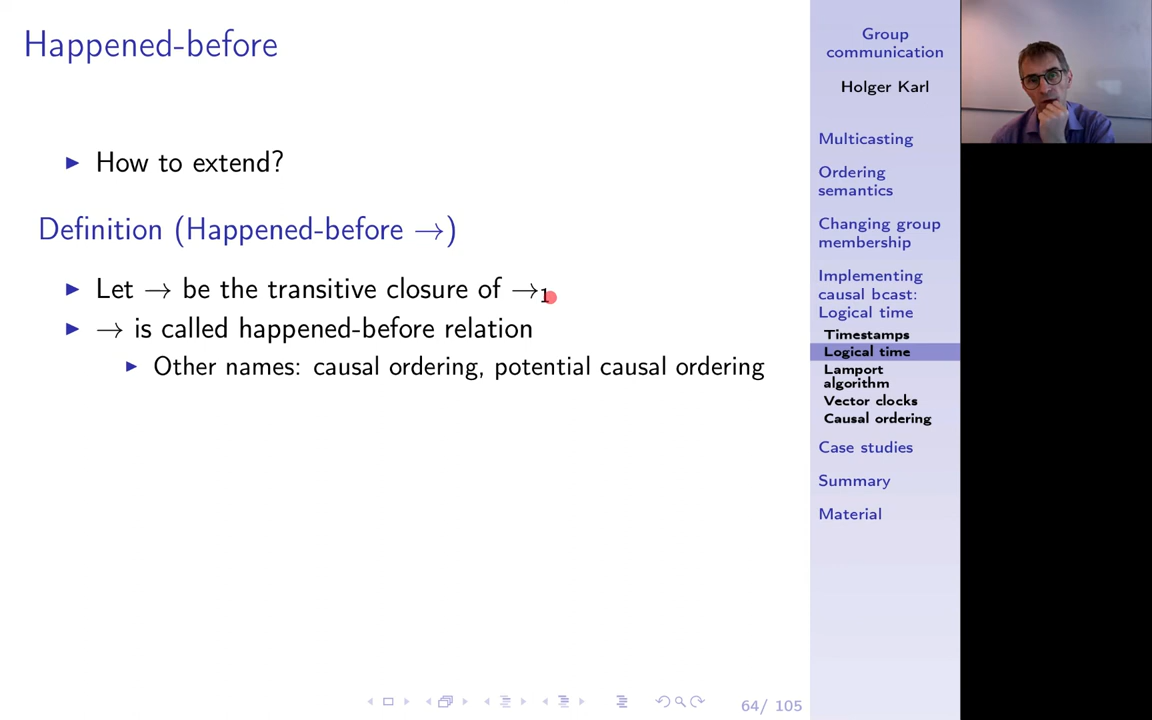 Happened-before
▶ How to extend?
Definition (Happened-before →)
▶ Let → be the transitive closure of →₁
▶ → is called happened-before relation
▶ Other names: causal ordering, potential causal ordering
64/ 105
Group
communication
Holger Karl
Multicasting
Ordering
semantics
Changing group
membership
Implementing
causal bcast:
Logical time
Timestamps
Logical time
Lamport
algorithm
Vector clocks
Causal ordering
Case studies
Summary
Material